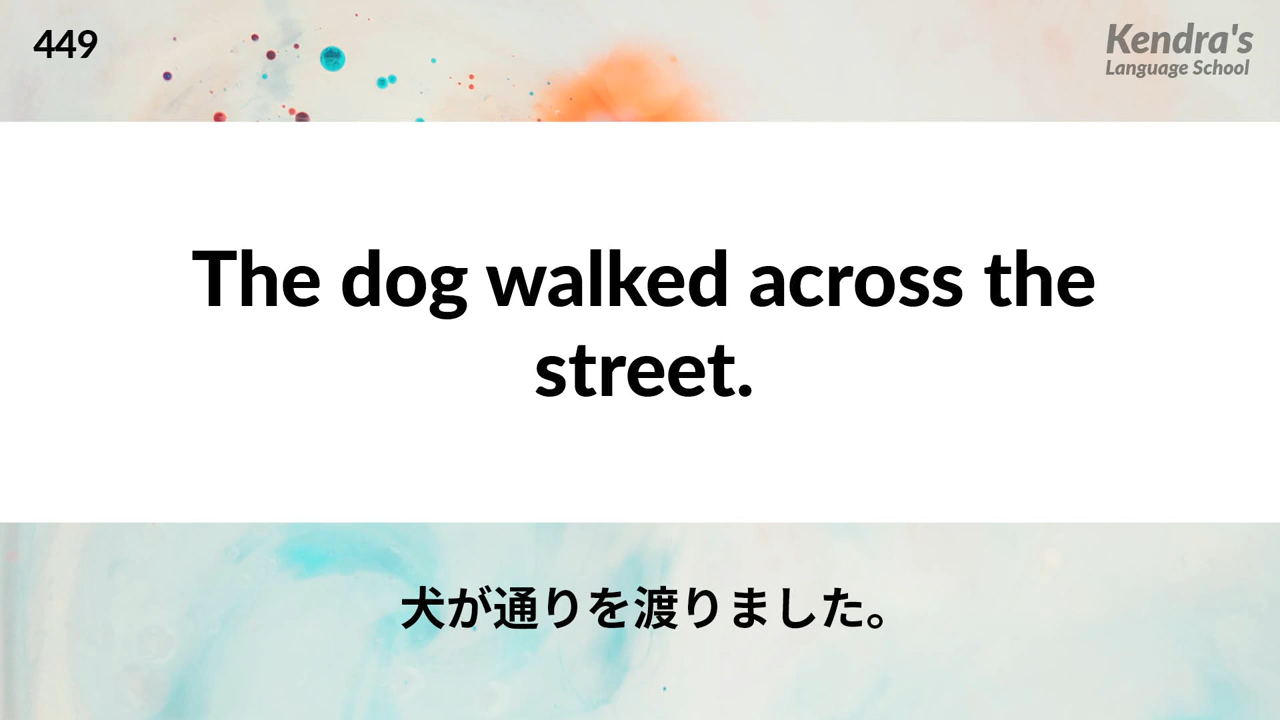 449
Kendra's
Language School
The dog walked across the
street.
犬が通りを渡りました。